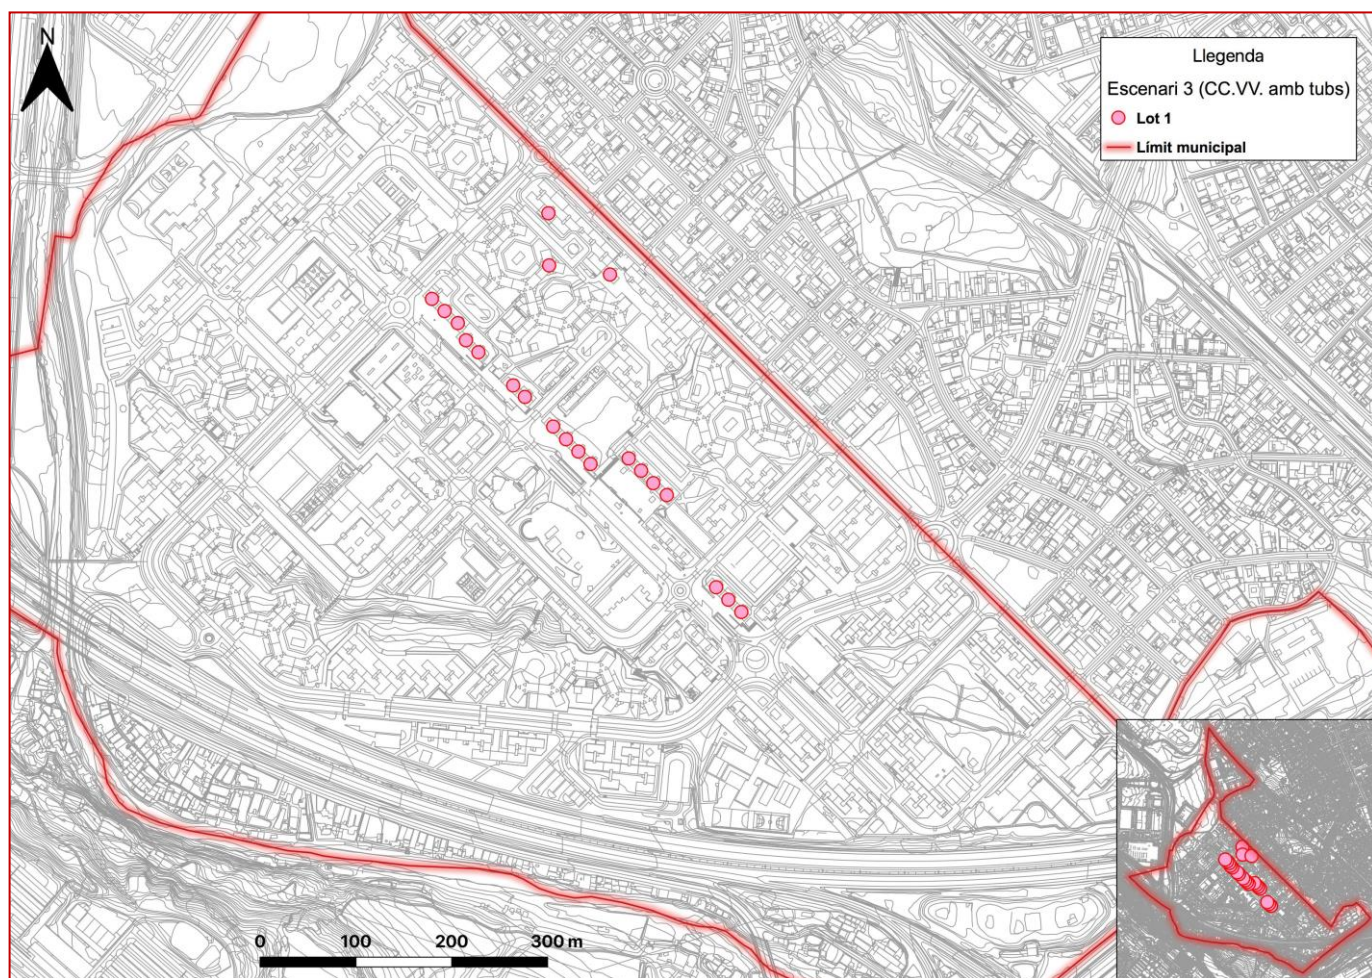 N
Llegenda
Escenari 3 (CC.VV. amb tubs)
Lot 1
Límit municipal
0 100 200 300 m